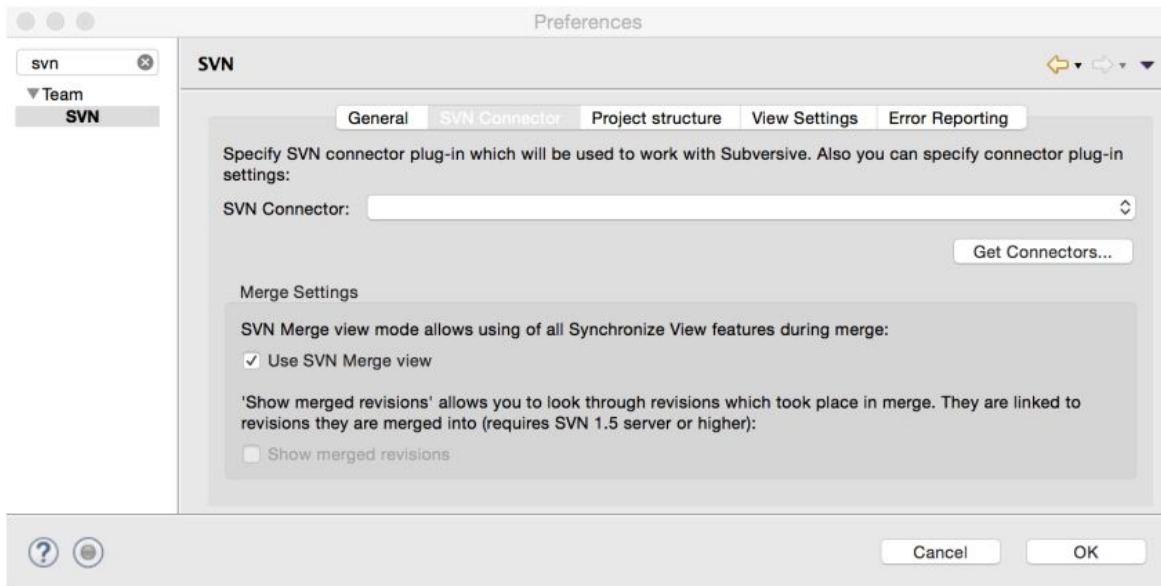 Preferences
svn
Team
SVN
SVN
General SVN Connector Project structure View Settings Error Reporting
Specify SVN connector plug-in which will be used to work with Subversive. Also you can specify connector plug-in
settings:
SVN Connector:
Get Connectors...
Merge Settings
SVN Merge view mode allows using of all Synchronize View features during merge:
Use SVN Merge view
'Show merged revisions' allows you to look through revisions which took place in merge. They are linked to
revisions they are merged into (requires SVN 1.5 server or higher):
Show merged revisions
?
Cancel OK